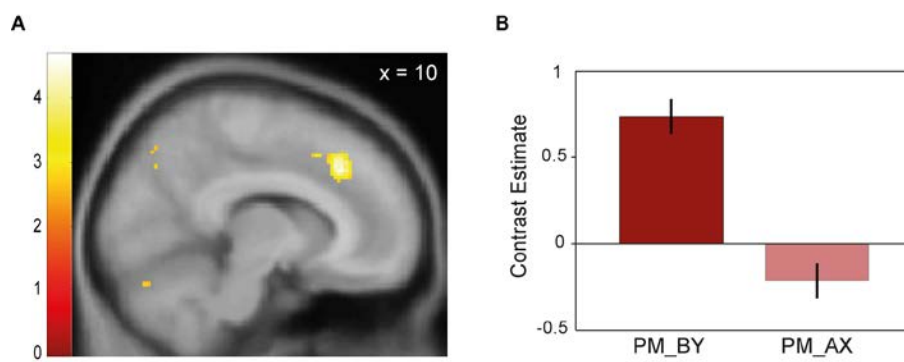 A
x = 10
4
3
2
1
0
B
1
0.5
0
-0.5
Contrast Estimate
PM_BY
PM_AX